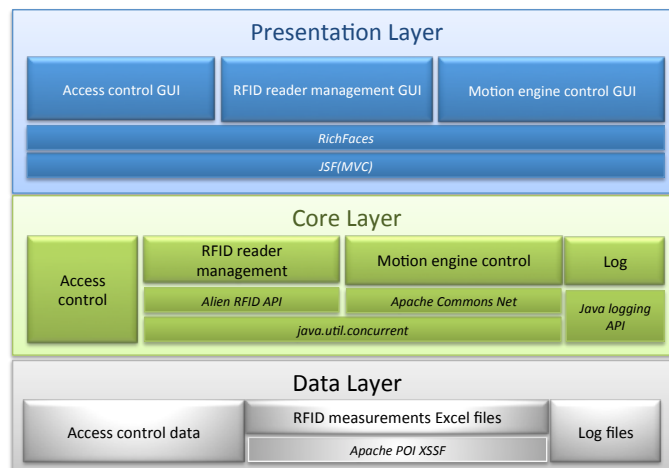 Presentation Layer
Access control GUI
RFID reader management GUI
Motion engine control GUI
RichFaces
JSF(MVC)
Core Layer
Access
control
RFID reader
management
Motion engine control
Log
Alien RFID API
Apache Commons Net
Java logging
API
java.util.concurrent
Data Layer
Access control data
RFID measurements Excel files
Apache POI XSSF
Log files